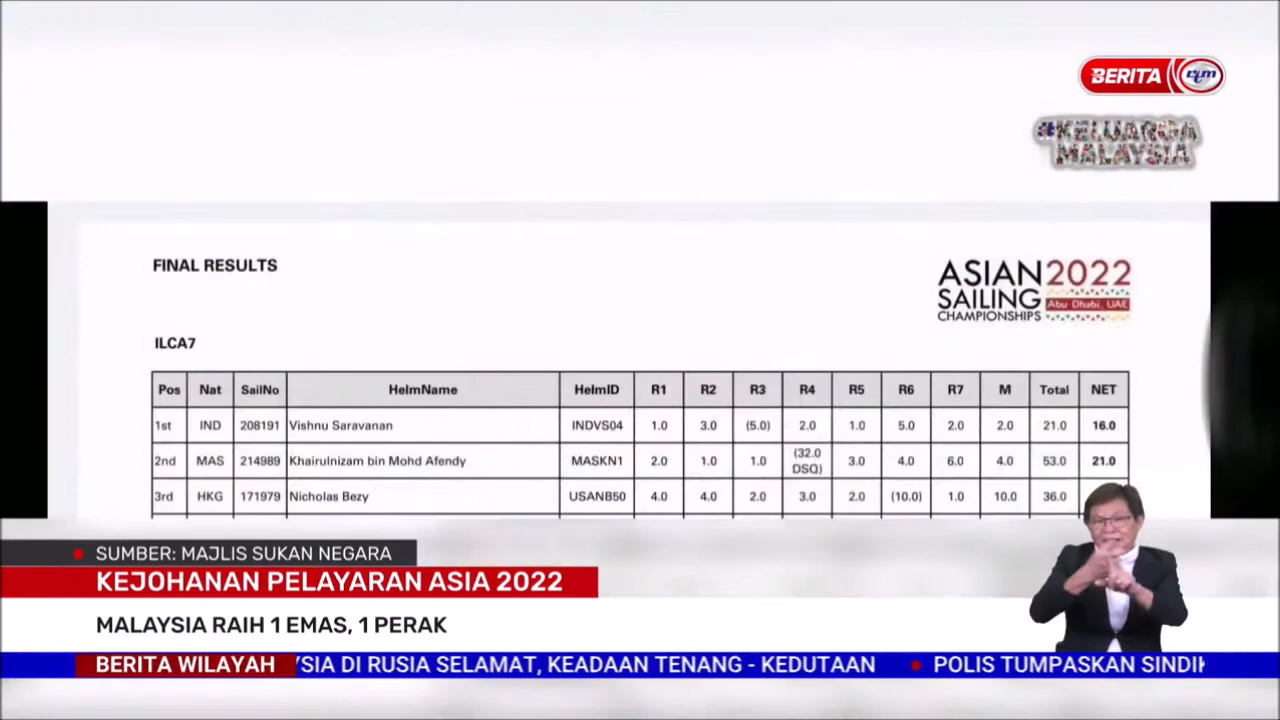 BERITA rtm
#KELUARGA
MALAYSIA
FINAL RESULTS
ASIAN 2022
SAILING Abu Dhabi, UAE
CHAMPIONSHIPS
ILCA7
Pos Nat SailNo HelmName HelmID R1 R2 R3 R4 R5 R6 R7 M Total NET
1st IND 208191 Vishnu Saravanan INDVS04 1.0 3.0 (5.0) 2.0 1.0 5.0 2.0 2.0 21.0 16.0
2nd MAS 214989 Khairulnizam bin Mohd Afendy MASKN1 2.0 1.0 1.0 (32.0 DSQ) 3.0 4.0 6.0 4.0 53.0 21.0
3rd HKG 171979 Nicholas Bezy USANB50 4.0 4.0 2.0 3.0 2.0 (10.0) 1.0 10.0 36.0
SUMBER: MAJLIS SUKAN NEGARA
KEJOHANAN PELAYARAN ASIA 2022
MALAYSIA RAIH 1 EMAS, 1 PERAK
BERITA WILAYAH YSIA DI RUSIA SELAMAT, KEADAAN TENANG - KEDUTAAN • POLIS TUMPASKAN SINDIK